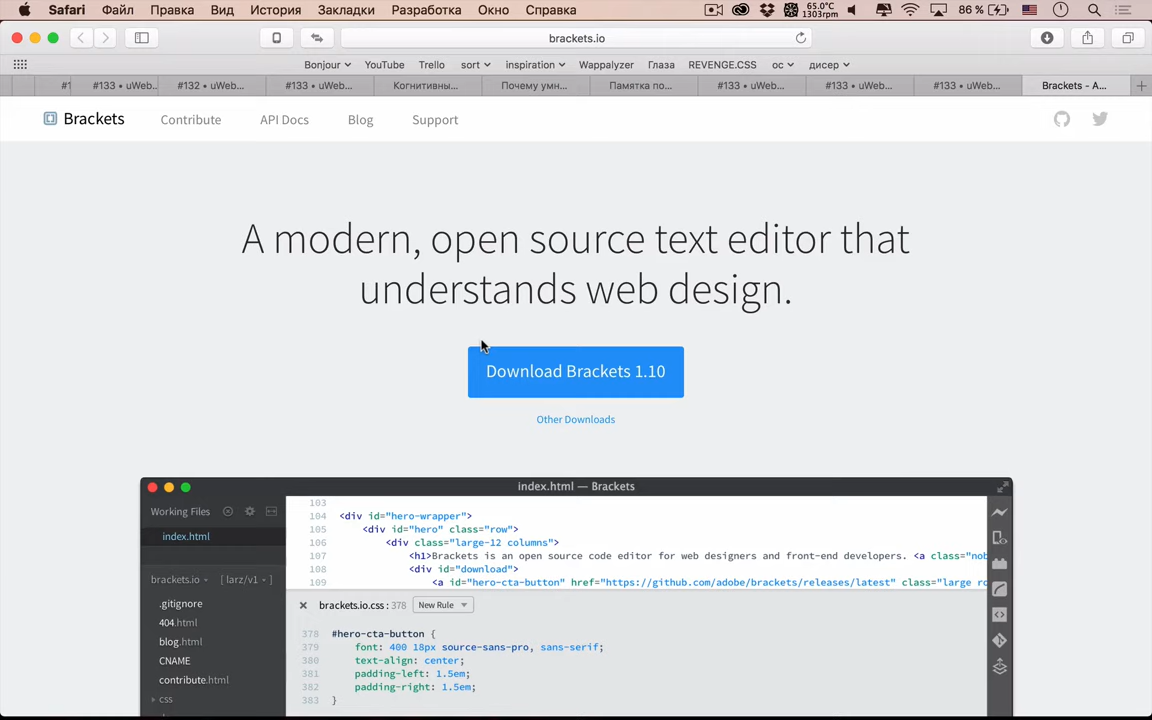 Safari Файл Правка Вид История Закладки Разработка Окно Справка 65.0°C 1303rpm 86 %
brackets.io
Bonjour YouTube Trello sort inspiration Wappalyzer Глаза REVENGE.CSS ос дисер
#1 #133 • uWeb... #132 • uWeb... #133 • uWeb... Когнитивны... Почему умн... Памятка по... #133 • uWeb... #133 • uWeb... #133 • uWeb... Brackets - A...
Brackets Contribute API Docs Blog Support
A modern, open source text editor that
understands web design.
Download Brackets 1.10
Other Downloads
index.html — Brackets
Working Files
index.html
brackets.io [ larz/v1 ]
.gitignore
404.html
blog.html
CNAME
contribute.html
css
103
104 <div id="hero-wrapper">
105 <div id="hero" class="row">
106 <div class="large-12 columns">
107 <h1>Brackets is an open source code editor for web designers and front-end developers. <a class="nob
108 <div id="download">
109 <a id="hero-cta-button" href="https://github.com/adobe/brackets/releases/latest" class="large ro
brackets.io.css : 378 New Rule
378 #hero-cta-button {
379 font: 400 18px source-sans-pro, sans-serif;
380 text-align: center;
381 padding-left: 1.5em;
382 padding-right: 1.5em;
383 }